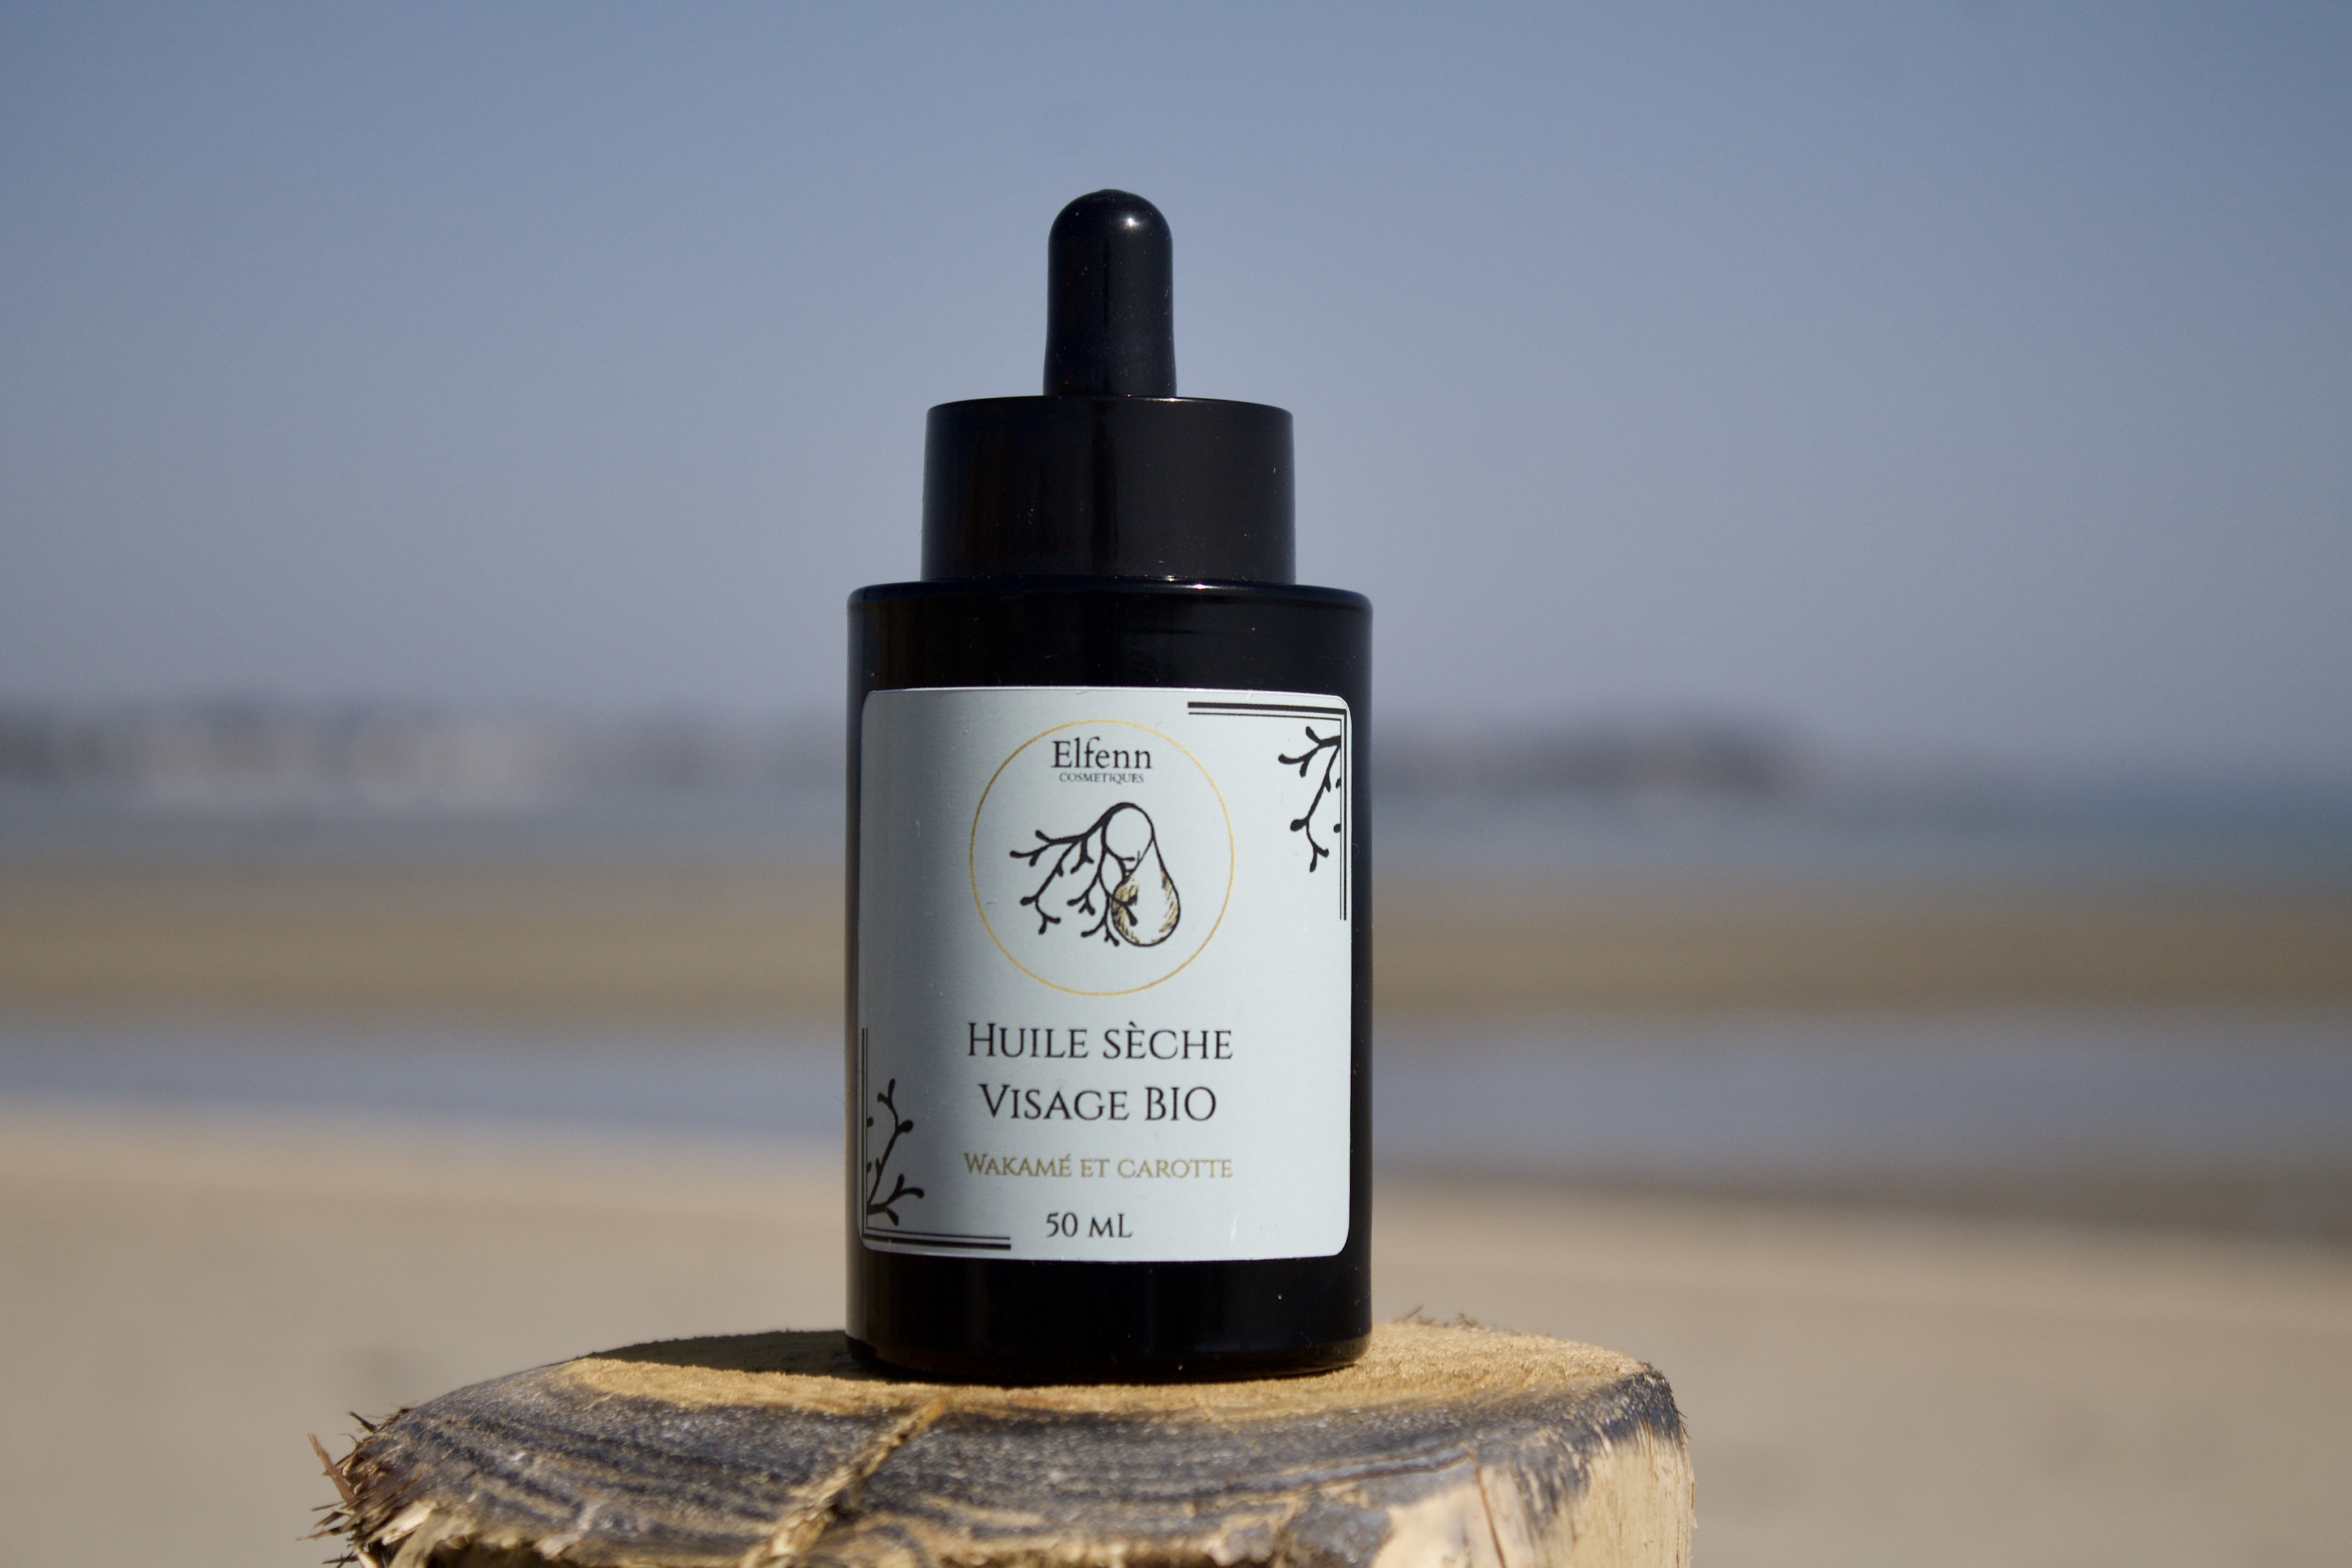 Elfenn
COSMETIQUES
HUILE SÈCHE
VISAGE BIO
WAKAMÉ ET CAROTTE
50 ML